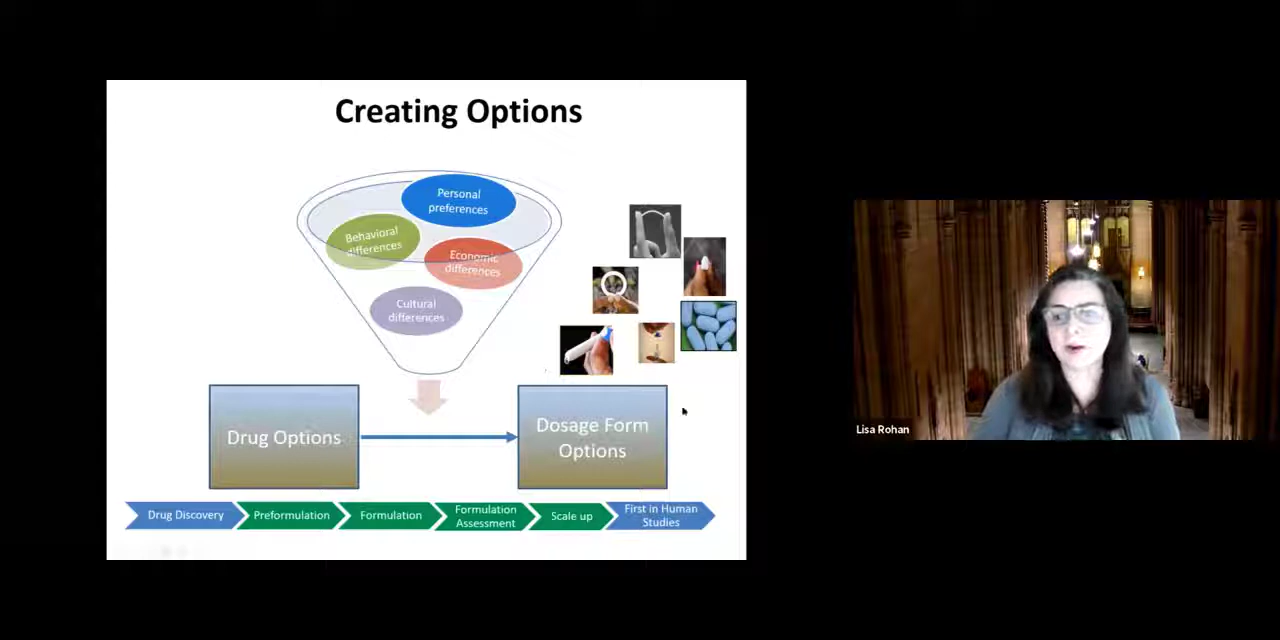 Creating Options
Personal
preferences
Behavioral
differences
Economic
differences
Cultural
differences
Drug Options
Dosage Form
Options
Drug Discovery
Preformulation
Formulation
Formulation
Assessment
Scale up
First in Human
Studies
Lisa Rohan